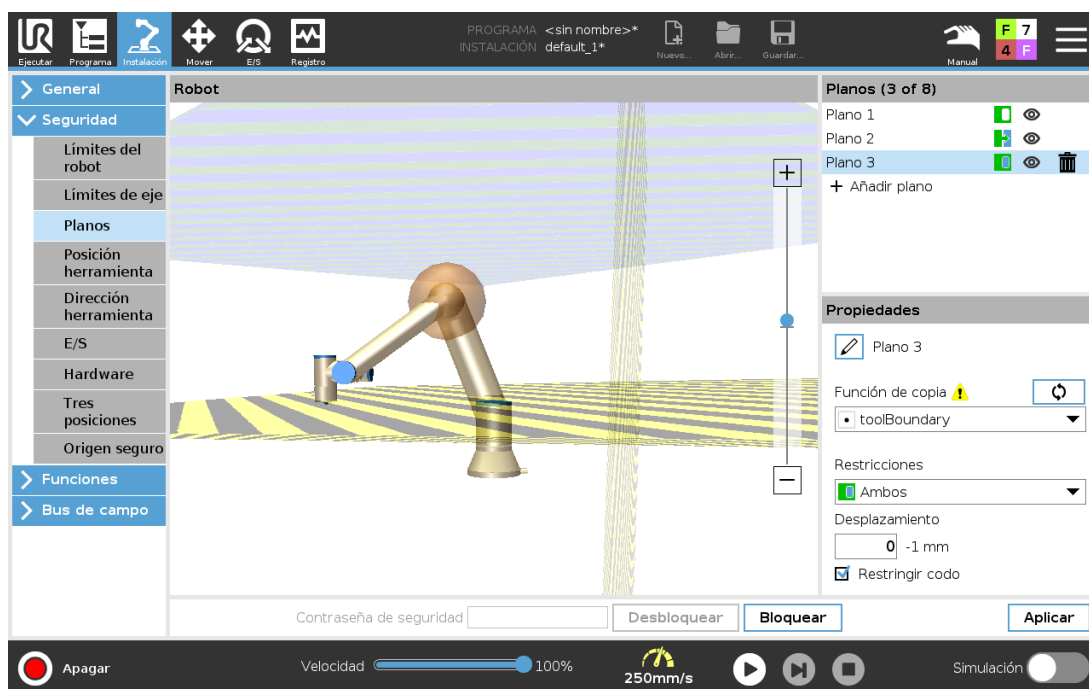 PROGRAMA <sin nombre>*
INSTALACIÓN default_1*
UR
Ejecutar
Programa
Instalación
Mover
E/S
Registro
Nuevo...
Abrir...
Guardar...
Manual
F 7
4 F
General
Seguridad
Límites del
robot
Límites de eje
Planos
Posición
herramienta
Dirección
herramienta
E/S
Hardware
Tres
posiciones
Origen seguro
Funciones
Bus de campo
Robot
Planos (3 of 8)
Plano 1
Plano 2
Plano 3
+ Añadir plano
Propiedades
Plano 3
Función de copia
toolBoundary
Restricciones
Ambos
Desplazamiento
0 -1 mm
Restringir codo
Contraseña de seguridad
Desbloquear
Bloquear
Aplicar
Apagar
Velocidad
100%
250mm/s
Simulación